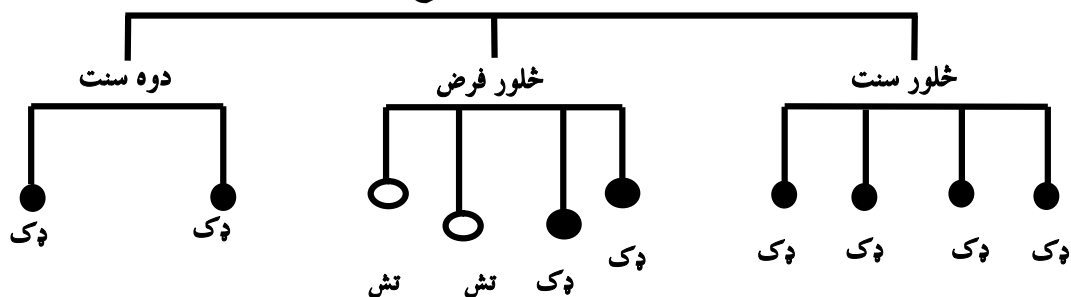 څلور سنت
څلور فرض
دوه سنت
ډک ډک ډک ډک
ډک ډک تش تش
ډک ډک